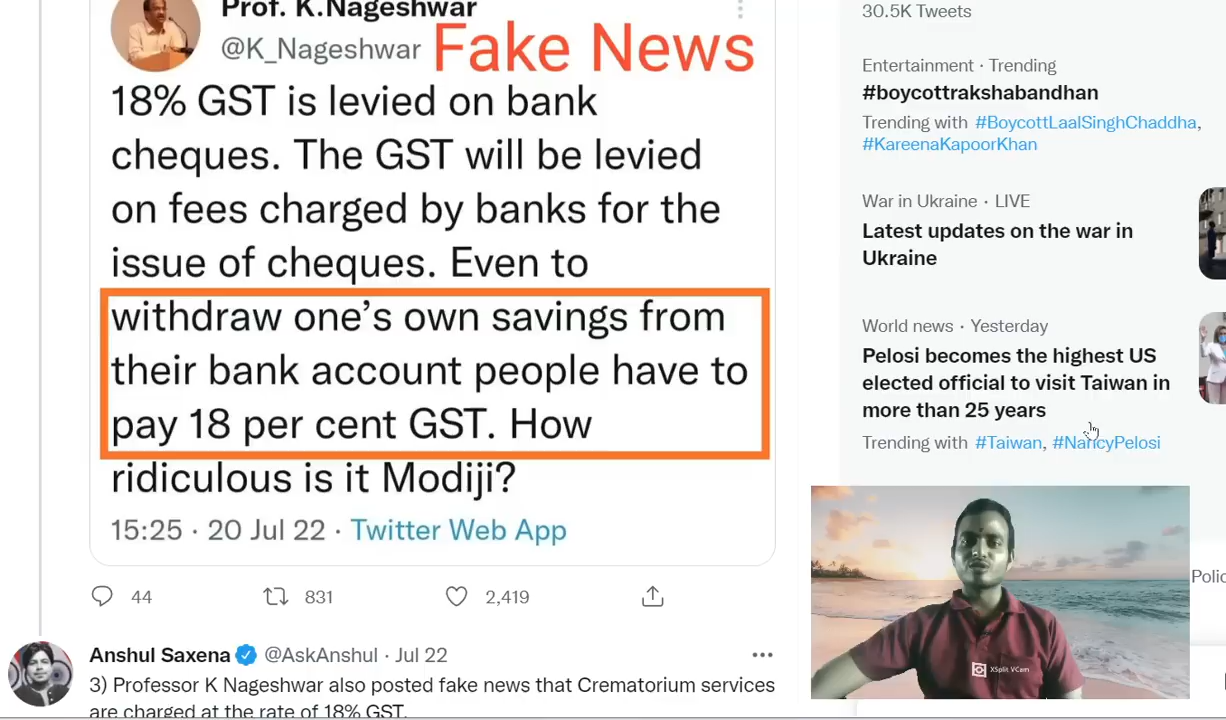 Prof. K.Nageshwar
@K_Nageshwar
Fake News
18% GST is levied on bank
cheques. The GST will be levied
on fees charged by banks for the
issue of cheques. Even to
withdraw one's own savings from
their bank account people have to
pay 18 per cent GST. How
ridiculous is it Modiji?
15:25 · 20 Jul 22 · Twitter Web App
44
831
2,419
Anshul Saxena @AskAnshul · Jul 22
3) Professor K Nageshwar also posted fake news that Crematorium services
are charged at the rate of 18% GST.
30.5K Tweets
Entertainment · Trending
#boycottrakshabandhan
Trending with #BoycottLaalSinghChaddha,
#KareenaKapoorKhan
War in Ukraine · LIVE
Latest updates on the war in
Ukraine
World news · Yesterday
Pelosi becomes the highest US
elected official to visit Taiwan in
more than 25 years
Trending with #Taiwan, #NancyPelosi
XSplit VCam